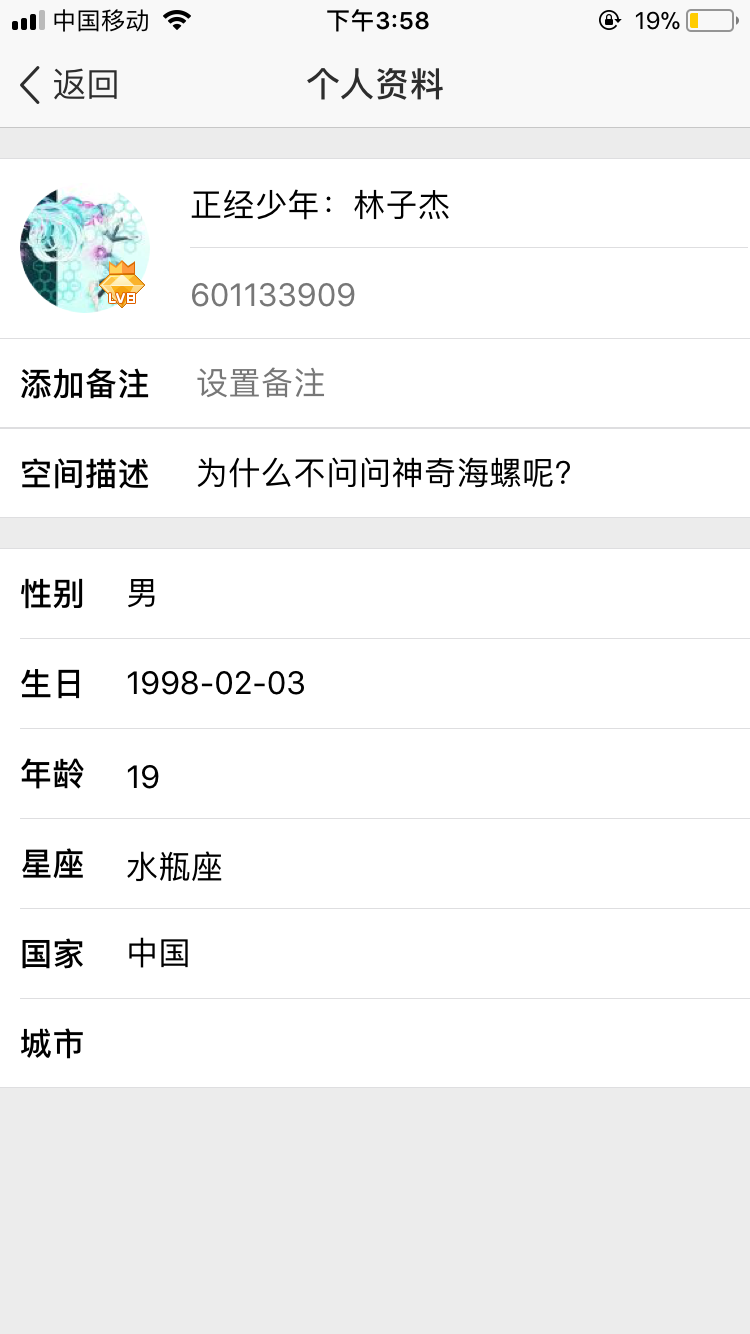 中国移动 下午3:58 19%
返回 个人资料
正经少年：林子杰
LV8
601133909
添加备注 设置备注
空间描述 为什么不问问神奇海螺呢?
性别 男
生日 1998-02-03
年龄 19
星座 水瓶座
国家 中国
城市